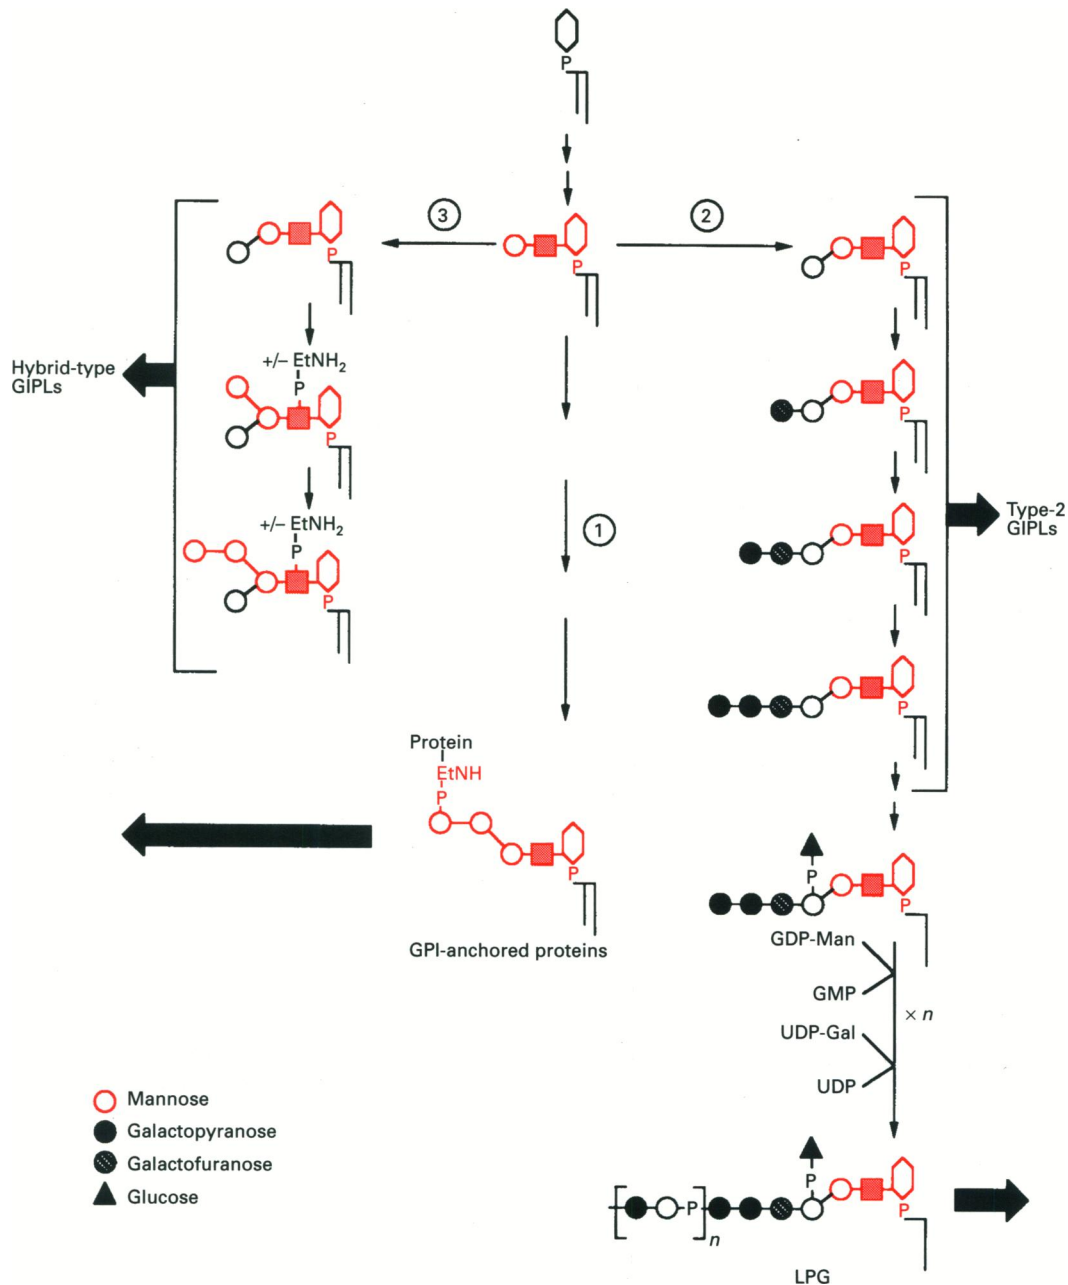 P
3
2
P
P
P
+/– EtNH2
P
P
P
Hybrid-type
GIPLs
+/– EtNH2
P
P
1
P
Type-2
GIPLs
P
Protein
EtNH
P
P
GPI-anchored proteins
P
P
GDP-Man
GMP
× n
UDP-Gal
UDP
Mannose
Galactopyranose
Galactofuranose
Glucose
P
P
P
n
LPG